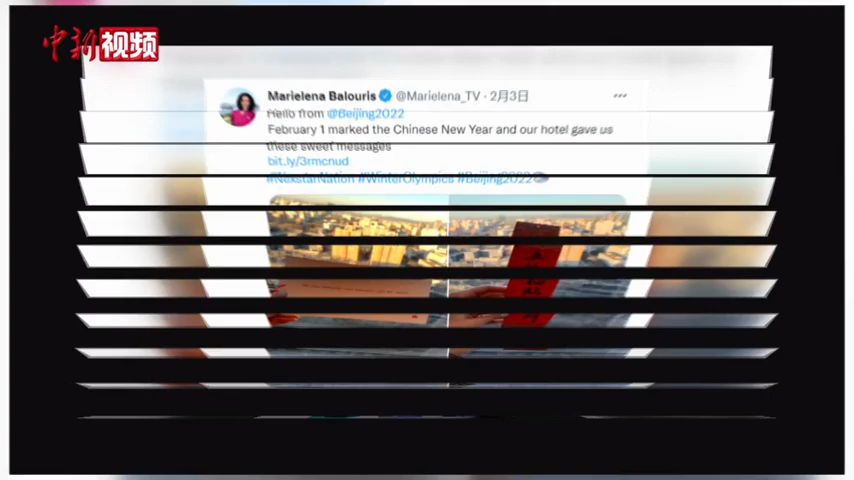 中新视频
Marielena Balouris @Marielena_TV · 2月3日
Hello from @Beijing2022
February 1 marked the Chinese New Year and our hotel gave us
these sweet messages
bit.ly/3rmcnud
#NexstarNation #WinterOlympics #Beijing2022